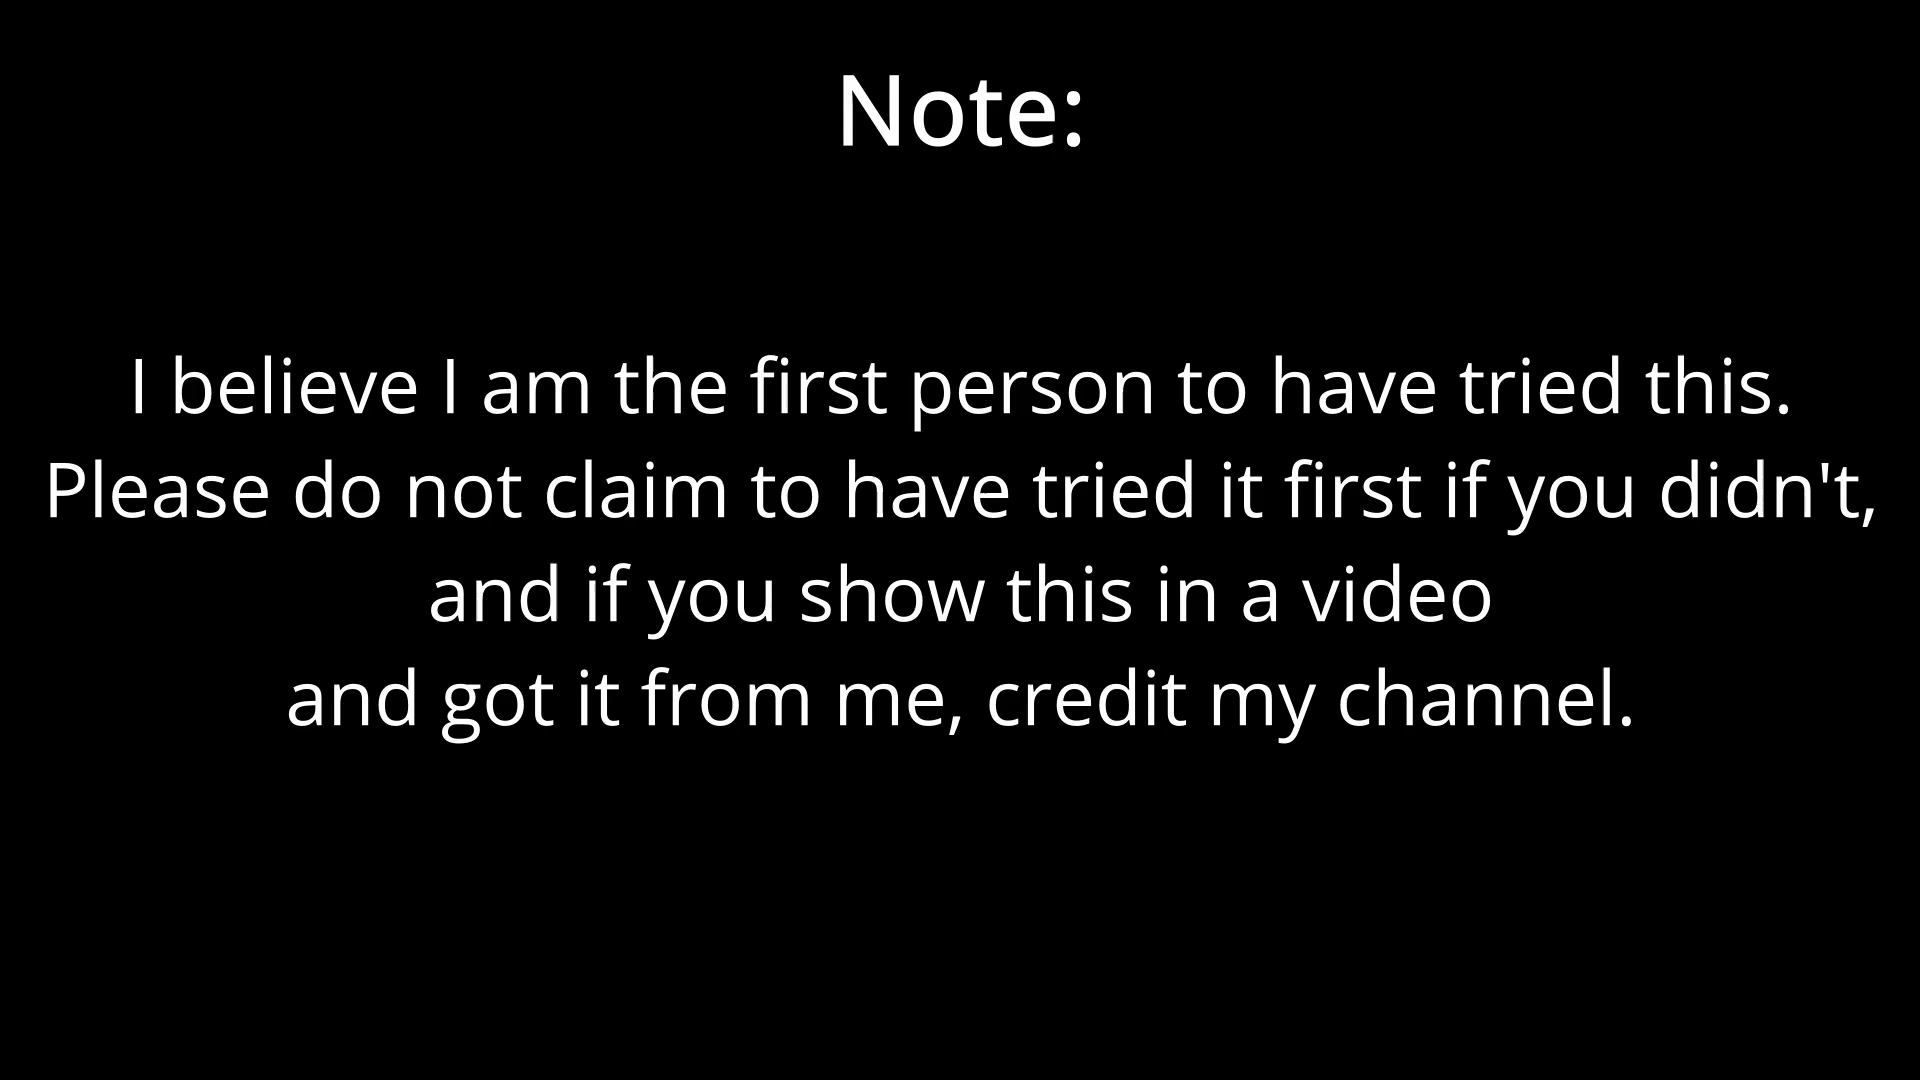 Note:
I believe I am the first person to have tried this.
Please do not claim to have tried it first if you didn't,
and if you show this in a video
and got it from me, credit my channel.